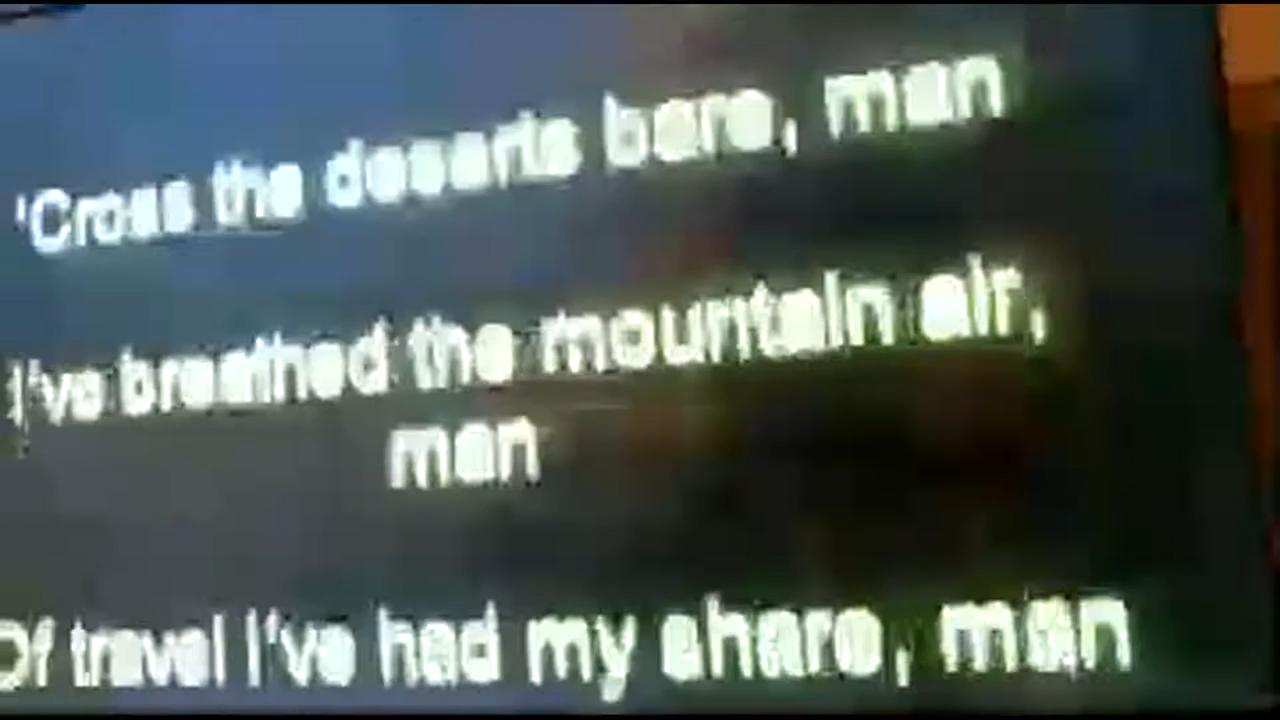 'Cross the deserts bare, man
I've breathed the mountain air,
man
Of travel I've had my share, man